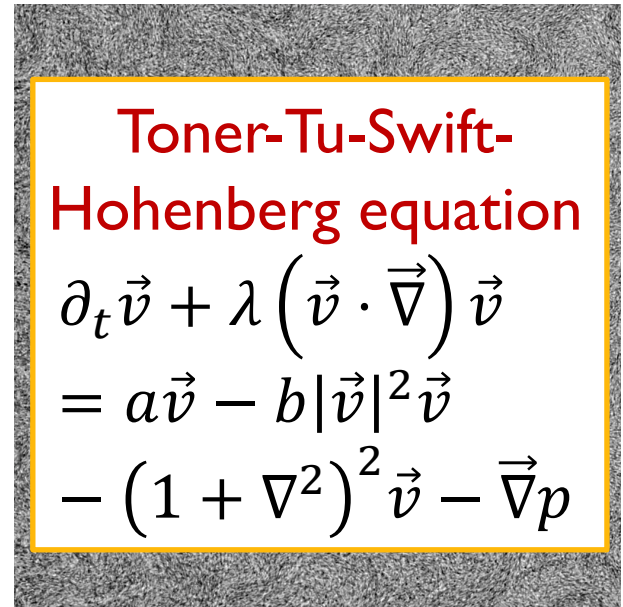 Toner-Tu-Swift-
Hohenberg equation
∂ₜv⃗ + λ(v⃗ · ∇⃗)v⃗
= av⃗ − b|v⃗|²v⃗
− (1 + ∇²)²v⃗ − ∇⃗p